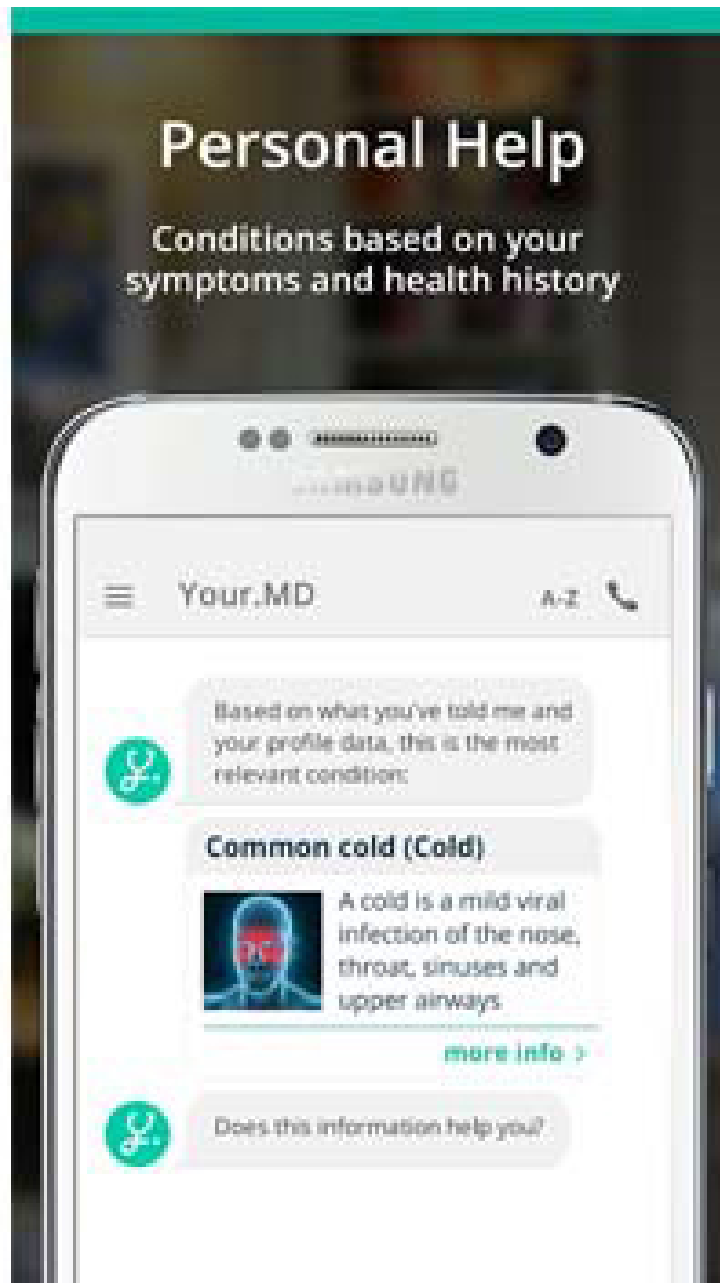 Personal Help
Conditions based on your
symptoms and health history
Your.MD
A-Z
Based on what you've told me and
your profile data, this is the most
relevant condition:
Common cold (Cold)
A cold is a mild viral
infection of the nose,
throat, sinuses and
upper airways
more info >
Does this information help you?